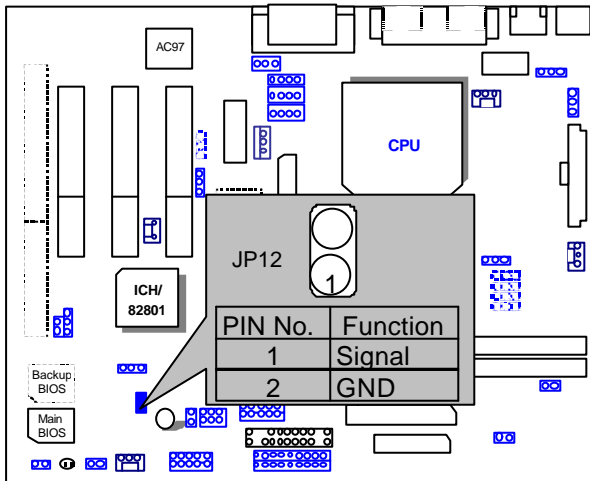 AC97
CPU
JP12
1
ICH/
82801
PIN No. Function
1 Signal
2 GND
Backup
BIOS
Main
BIOS